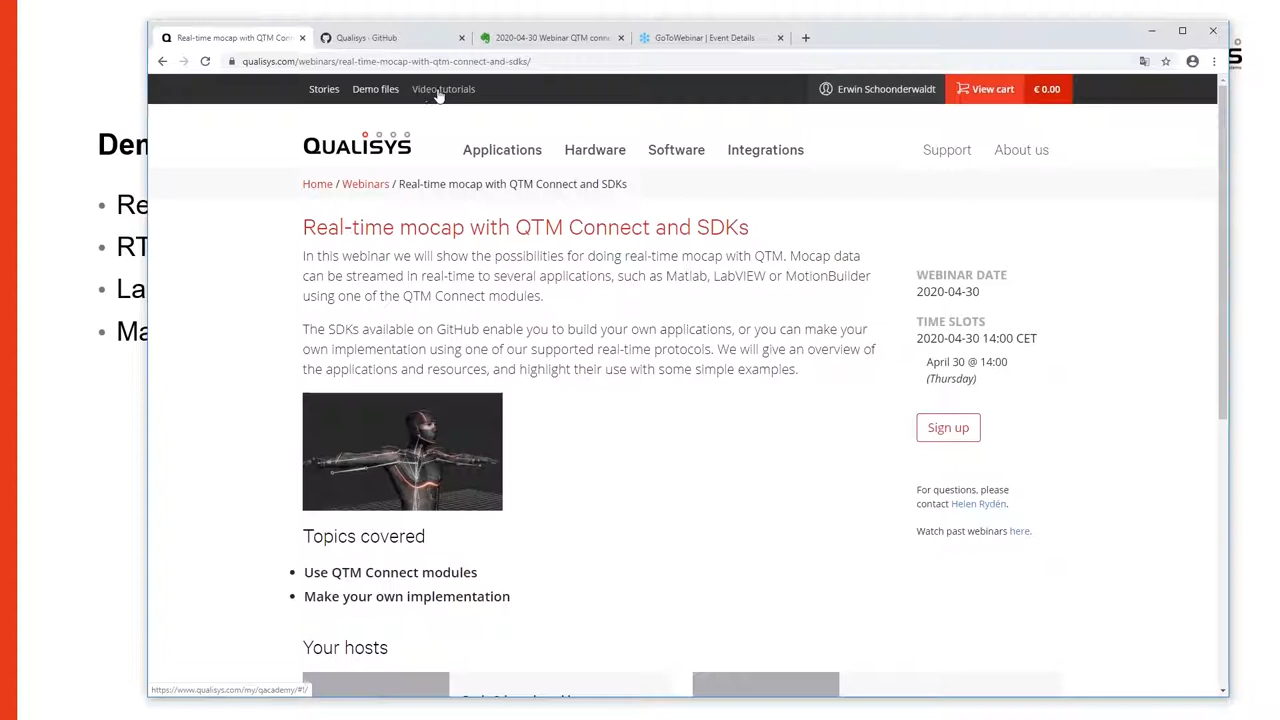 Real-time mocap with QTM Conn
Qualisys · GitHub
2020-04-30 Webinar QTM conn
GoToWebinar | Event Details
qualisys.com/webinars/real-time-mocap-with-qtm-connect-and-sdks/
Stories
Demo files
Video tutorials
Erwin Schoonderwaldt
View cart
€ 0.00
Den
QUALISYS
Applications
Hardware
Software
Integrations
Support
About us
Home / Webinars / Real-time mocap with QTM Connect and SDKs
Re
RT
La
Ma
Real-time mocap with QTM Connect and SDKs
In this webinar we will show the possibilities for doing real-time mocap with QTM. Mocap data
can be streamed in real-time to several applications, such as Matlab, LabVIEW or MotionBuilder
using one of the QTM Connect modules.
The SDKs available on GitHub enable you to build your own applications, or you can make your
own implementation using one of our supported real-time protocols. We will give an overview of
the applications and resources, and highlight their use with some simple examples.
WEBINAR DATE
2020-04-30
TIME SLOTS
2020-04-30 14:00 CET
April 30 @ 14:00
(Thursday)
Sign up
For questions, please
contact Helen Rydén.
Watch past webinars here.
Topics covered
Use QTM Connect modules
Make your own implementation
Your hosts
https://www.qualisys.com/my/qacademy/#!/